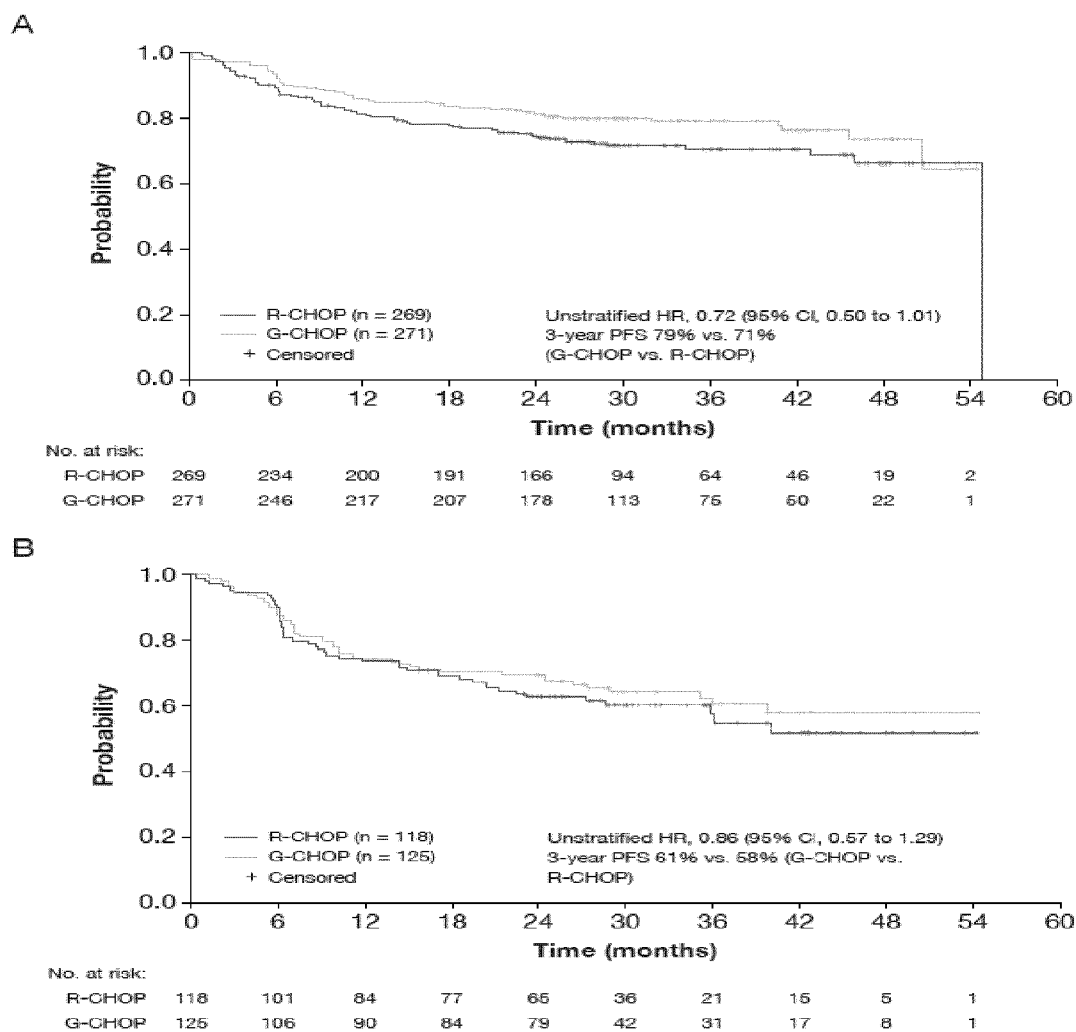 A
1.0
0.8
0.6
0.4
0.2
0.0
Probability
R-CHOP (n = 269)
G-CHOP (n = 271)
+ Censored
Unstratified HR, 0.72 (95% CI, 0.50 to 1.01)
3-year PFS 79% vs. 71%
(G-CHOP vs. R-CHOP)
0 6 12 18 24 30 36 42 48 54 60
Time (months)
No. at risk:
R-CHOP 269 234 200 191 166 94 64 46 19 2
G-CHOP 271 246 217 207 178 113 75 50 22 1
B
1.0
0.8
0.6
0.4
0.2
0.0
Probability
R-CHOP (n = 118)
G-CHOP (n = 125)
+ Censored
Unstratified HR, 0.86 (95% CI, 0.57 to 1.29)
3-year PFS 61% vs. 58% (G-CHOP vs.
R-CHOP)
0 6 12 18 24 30 36 42 48 54 60
Time (months)
No. at risk:
R-CHOP 118 101 84 77 65 36 21 15 5 1
G-CHOP 125 106 90 84 79 42 31 17 8 1